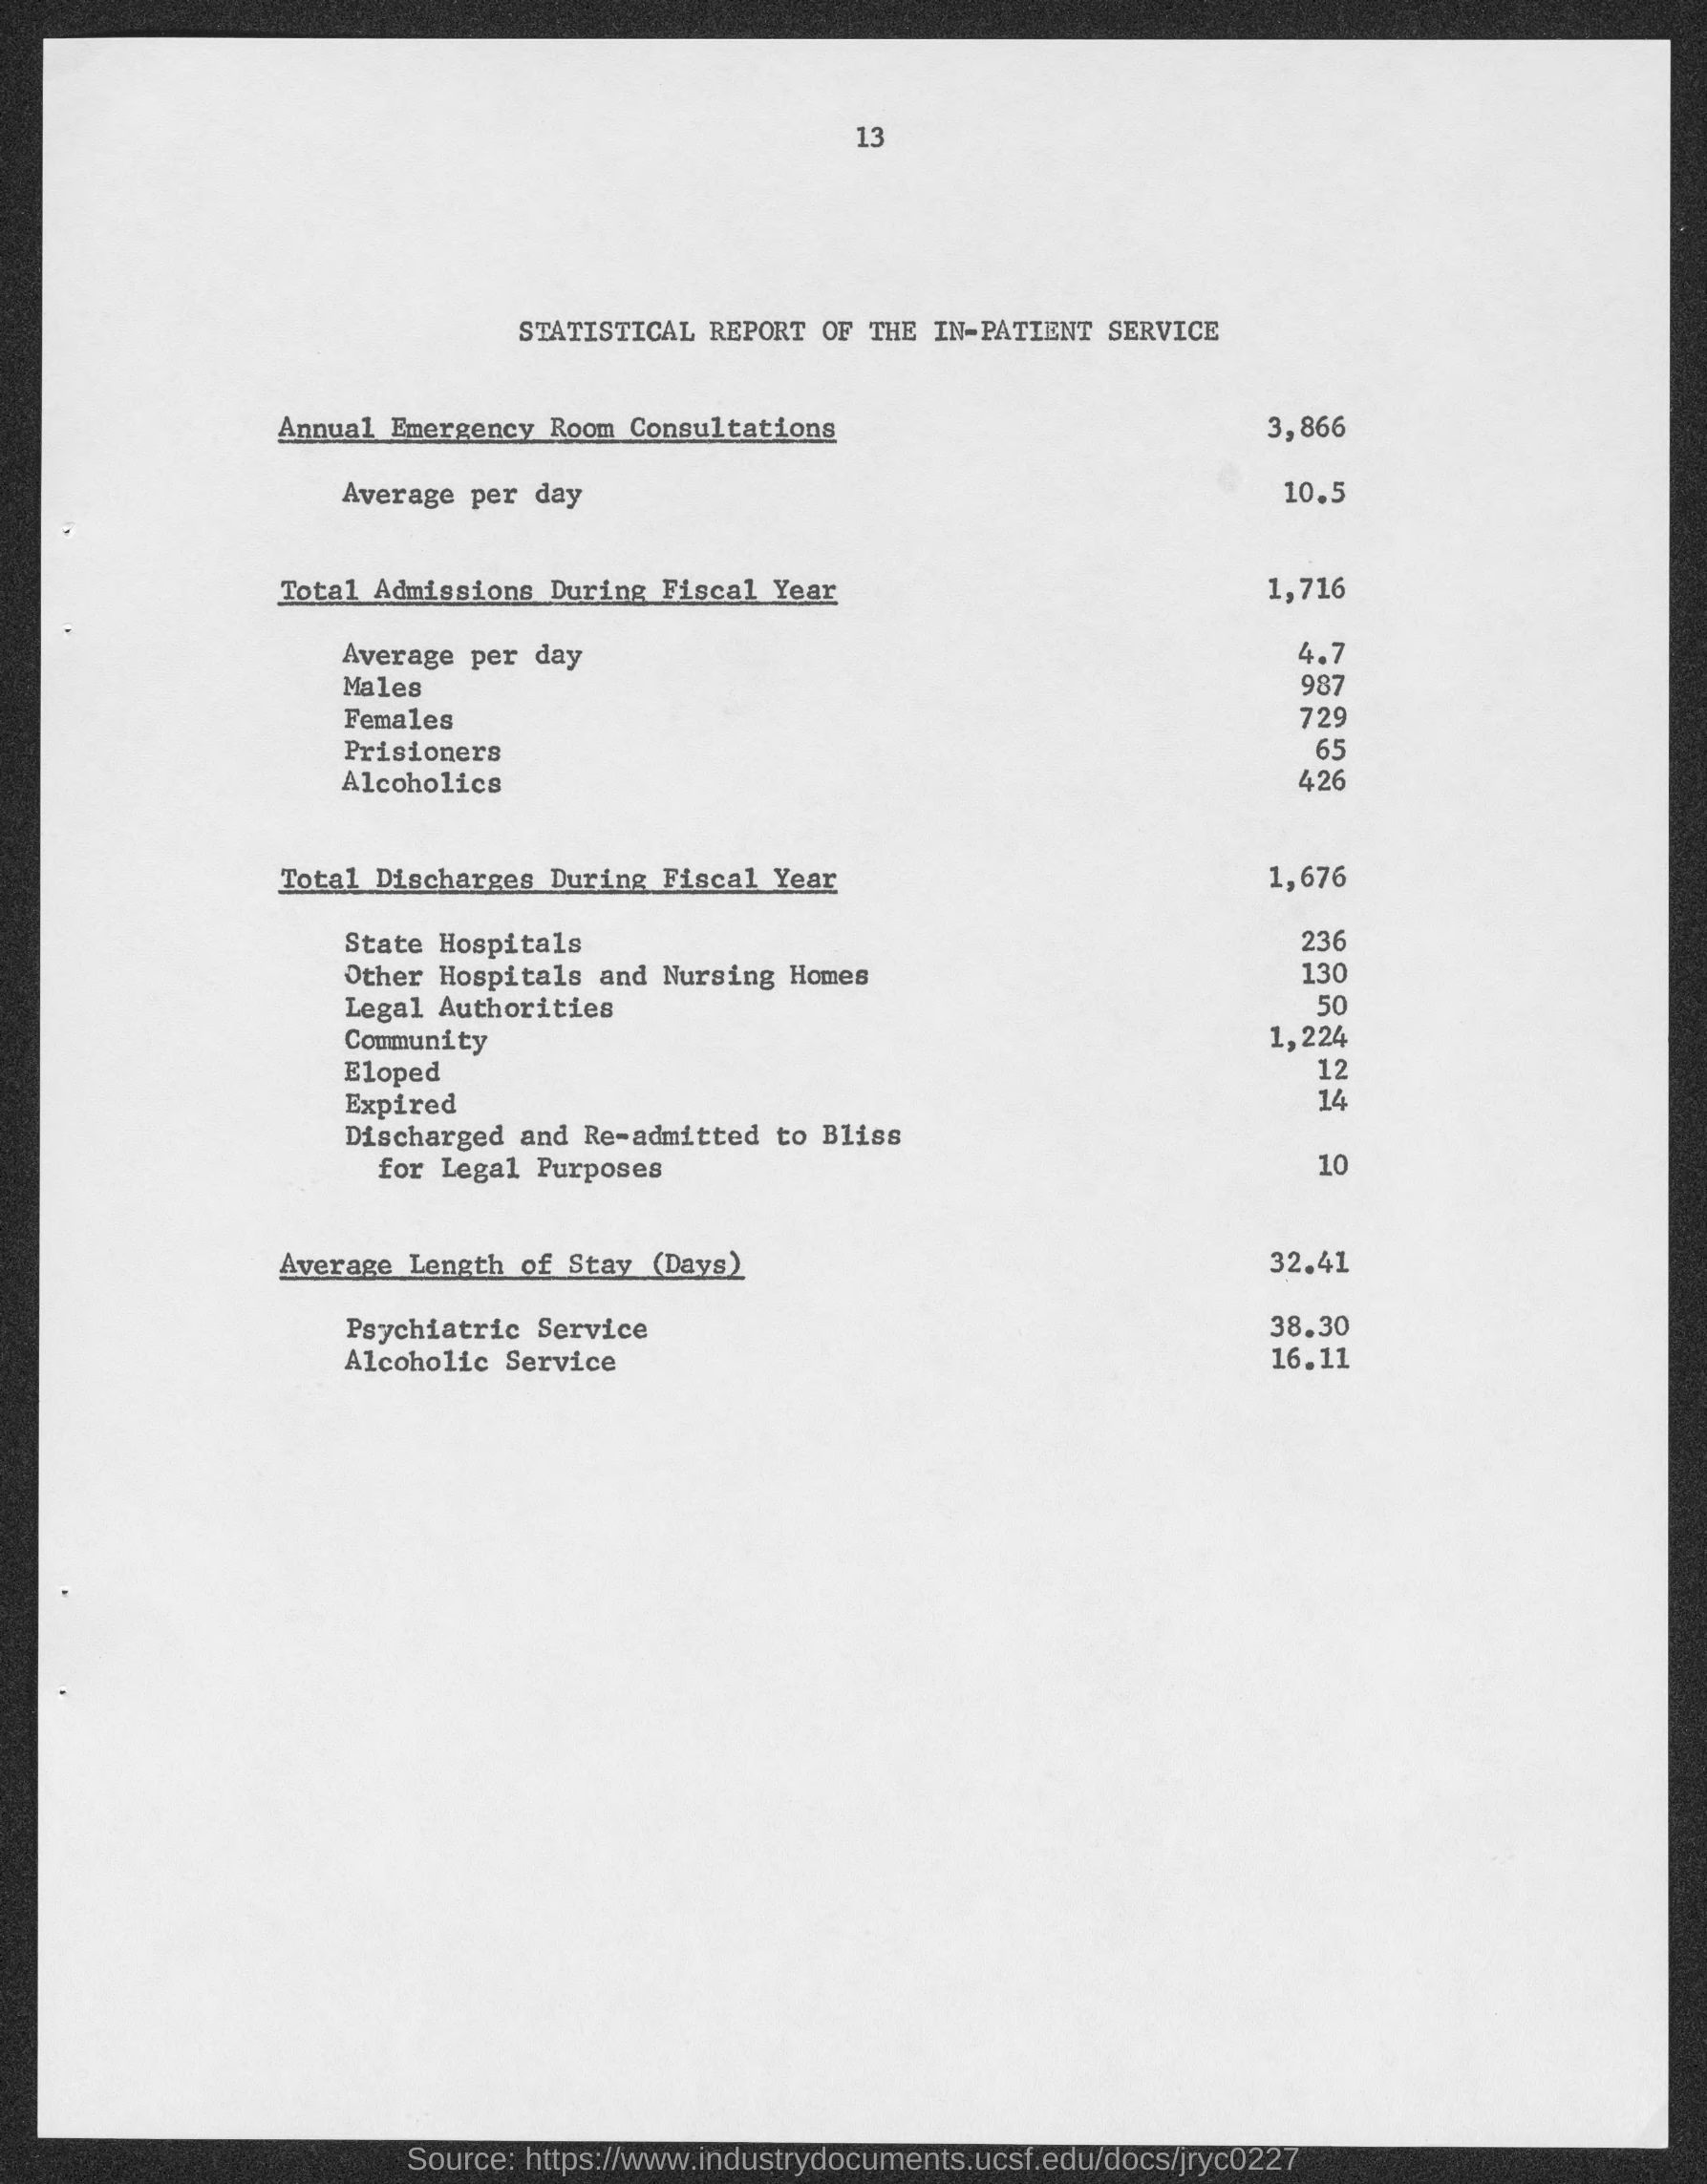 13
STATISTICAL REPORT OF THE IN-PATIENT SERVICE
Annual Emergency Room Consultations 3,866
Average per day 10.5
Total Admissions During Fiscal Year 1,716
Average per day 4.7
Males 987
Females 729
Prisioners 65
Alcoholics 426
Total Discharges During Fiscal Year 1,676
State Hospitals 236
Other Hospitals and Nursing Homes 130
Legal Authorities 50
Community 1,224
Eloped 12
Expired 14
Discharged and Re-admitted to Bliss
for Legal Purposes 10
Average Length of Stay (Days) 32.41
Psychiatric Service 38.30
Alcoholic Service 16.11
Source: https://www.industrydocuments.ucsf.edu/docs/jryc0227